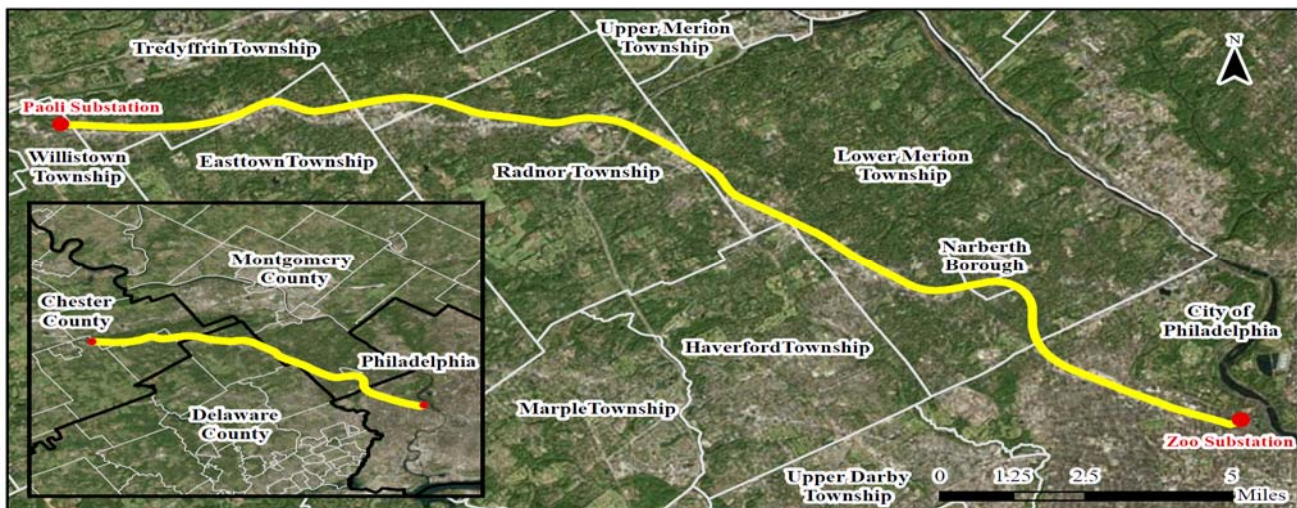 TredyffrinTownship
Upper Merion
Township
N
Paoli Substation
Willistown
Township
EasttownTownship
Radnor Township
Lower Merion
Township
Narberth
Borough
City of
Philadelphia
HaverfordTownship
MarpleTownship
Upper Darby
Township
Zoo Substation
0 1.25 2.5 5
Miles
Montgomery
County
Chester
County
Philadelphia
Delaware
County